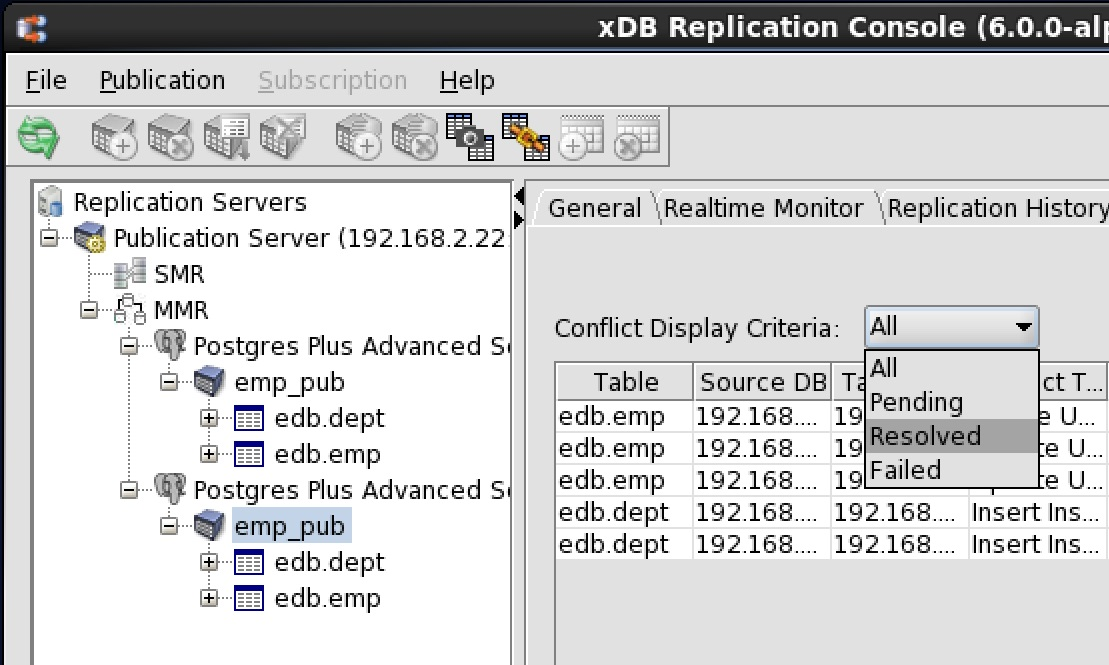 xDB Replication Console (6.0.0-alp
File Publication Subscription Help
Replication Servers
Publication Server (192.168.2.22:
SMR
MMR
Postgres Plus Advanced Se
emp_pub
edb.dept
edb.emp
Postgres Plus Advanced Se
emp_pub
edb.dept
edb.emp
General Realtime Monitor Replication History
Conflict Display Criteria: All
All
Pending
Resolved
Failed
Table Source DB Ta ct T...
edb.emp 192.168.... 19 e U...
edb.emp 192.168.... 19 U...
edb.emp 192.168.... 19 te U...
edb.dept 192.168.... 192.168.... Insert Ins...
edb.dept 192.168.... 192.168.... Insert Ins...